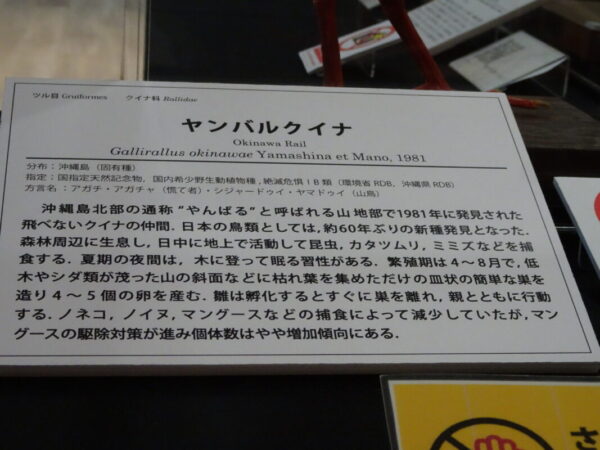 ツル目 Gruiformes　クイナ科 Rallidae
ヤンバルクイナ
Okinawa Rail
Gallirallus okinawae Yamashina et Mano, 1981
分布：沖縄島（固有種）
指定：国指定天然記念物，国内希少野生動植物種，絶滅危惧ⅠB類（環境省RDB、沖縄県RDB）
方言名：アガチ・アガチャ（慌て者）・シジャードゥイ・ヤマドゥイ（山鳥）
沖縄島北部の通称“やんばる”と呼ばれる山地部で1981年に発見された
飛べないクイナの仲間．日本の鳥類としては，約60年ぶりの新種発見となった．
森林周辺に生息し，日中に地上で活動して昆虫，カタツムリ，ミミズなどを捕
食する．夏期の夜間は，木に登って眠る習性がある．繁殖期は4～8月で，低
木やシダ類が茂った山の斜面などに枯れ葉を集めただけの皿状の簡単な巣を
造り4～5個の卵を産む．雛は孵化するとすぐに巣を離れ，親とともに行動
する．ノネコ，ノイヌ，マングースなどの捕食によって減少していたが，マン
グースの駆除対策が進み個体数はやや増加傾向にある．
さ